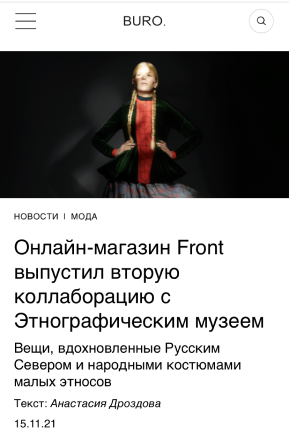 BURO.
НОВОСТИ | МОДА
Онлайн-магазин Front
выпустил вторую
коллаборацию с
Этнографическим музеем
Вещи, вдохновленные Русским
Севером и народными костюмами
малых этносов
Текст: Анастасия Дроздова
15.11.21